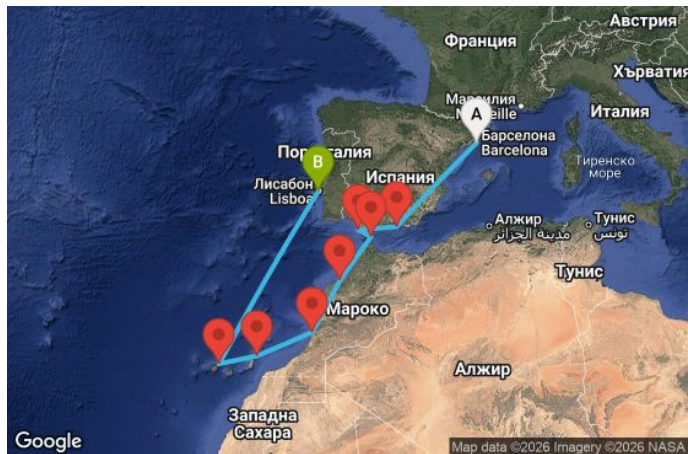 Австрия
Франция
Хърватия
Марсилия
Marseille
A
Италия
Барселона
Barcelona
Португалия
B
Тиренско
море
Испания
Лисабон
Lisboa
Алжир
مدينة الجزائر
Тунис
تونس
Тунис
Мароко
Алжир
Западна
Сахара
Google
Map data ©2026 Imagery ©2026 NASA